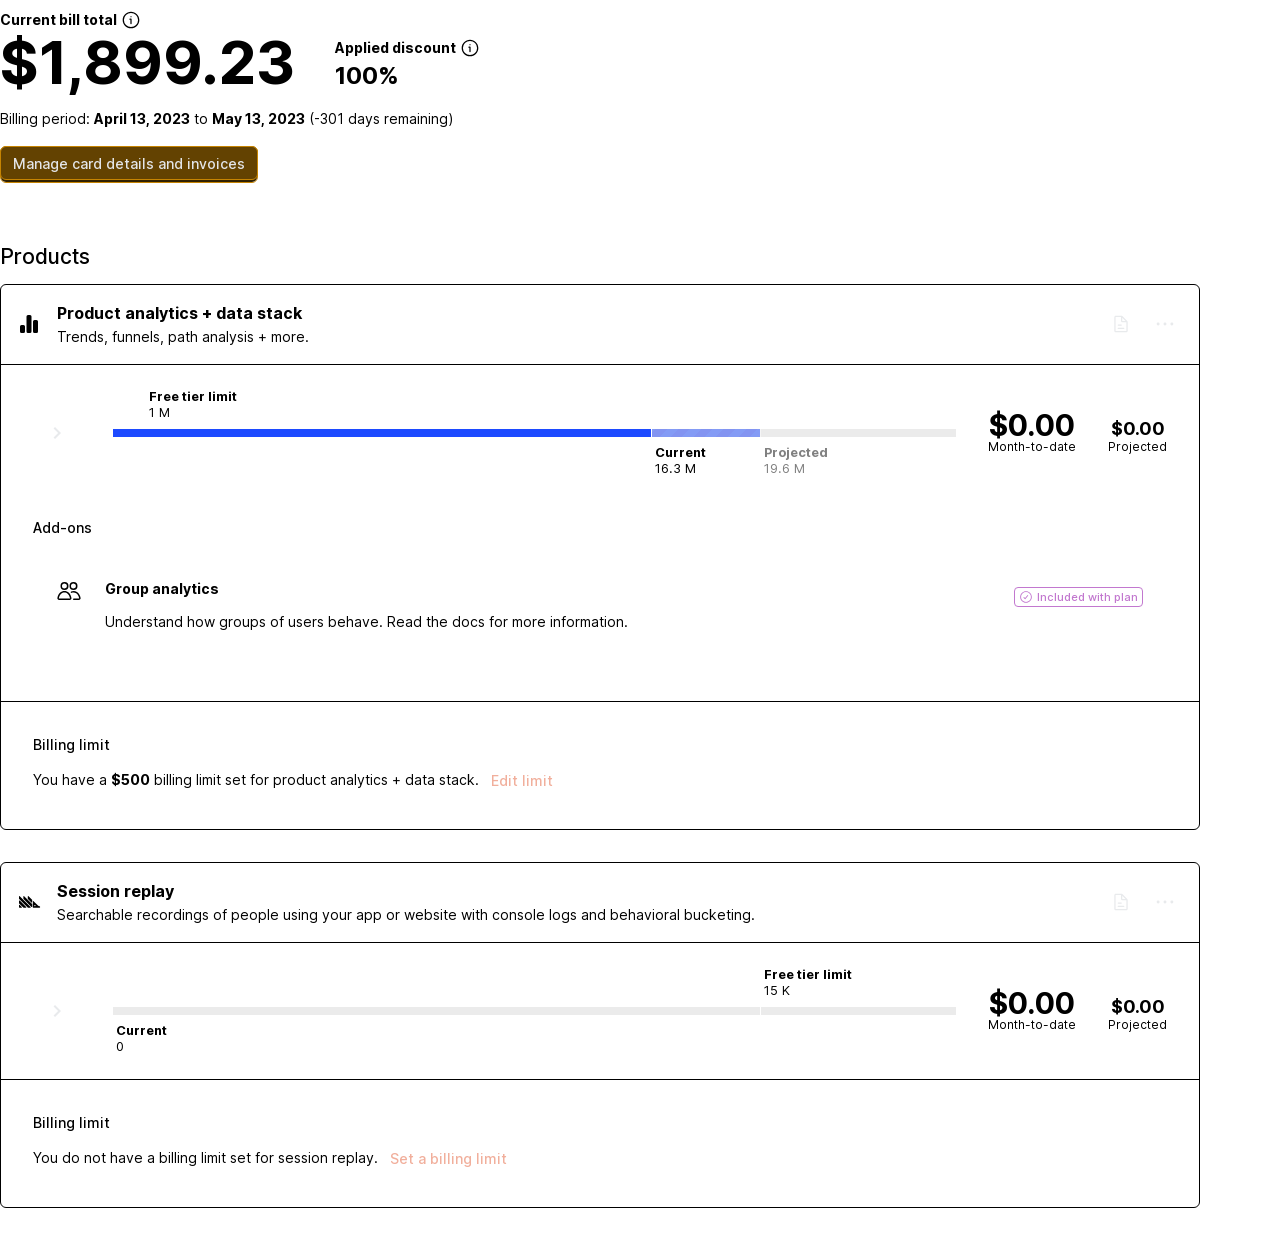 Current bill total
$1,899.23
Applied discount
100%
Billing period: April 13, 2023 to May 13, 2023 (-301 days remaining)
Manage card details and invoices
Products
Product analytics + data stack
Trends, funnels, path analysis + more.
Free tier limit
1 M
Current
16.3 M
Projected
19.6 M
$0.00
Month-to-date
$0.00
Projected
Add-ons
Group analytics
Included with plan
Understand how groups of users behave. Read the docs for more information.
Billing limit
You have a $500 billing limit set for product analytics + data stack. Edit limit
Session replay
Searchable recordings of people using your app or website with console logs and behavioral bucketing.
Free tier limit
15 K
Current
0
$0.00
Month-to-date
$0.00
Projected
Billing limit
You do not have a billing limit set for session replay. Set a billing limit